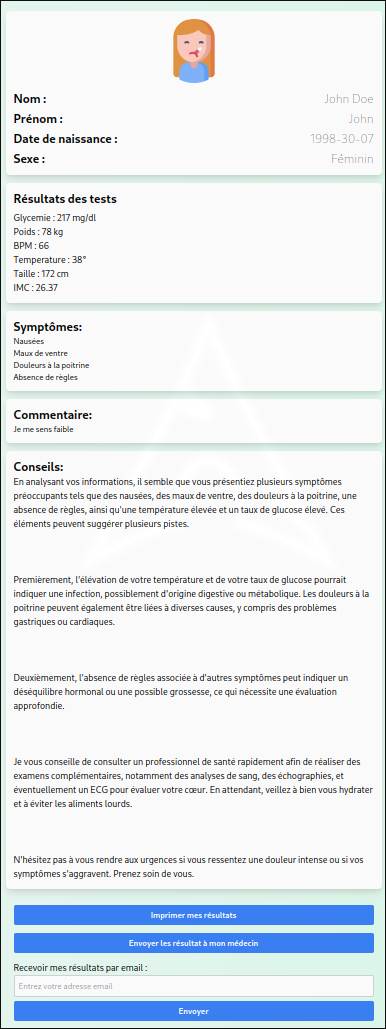 Nom : John Doe
Prénom : John
Date de naissance : 1998-30-07
Sexe : Féminin
Résultats des tests
Glycemie : 217 mg/dl
Poids : 78 kg
BPM : 66
Temperature : 38°
Taille : 172 cm
IMC : 26.37
Symptômes:
Nausées
Maux de ventre
Douleurs à la poitrine
Absence de règles
Commentaire:
Je me sens faible
Conseils:
En analysant vos informations, il semble que vous présentiez plusieurs symptômes
préoccupants tels que des nausées, des maux de ventre, des douleurs à la poitrine, une
absence de règles, ainsi qu'une température élevée et un taux de glucose élevé. Ces
éléments peuvent suggérer plusieurs pistes.
Premièrement, l'élévation de votre température et de votre taux de glucose pourrait
indiquer une infection, possiblement d'origine digestive ou métabolique. Les douleurs à la
poitrine peuvent également être liées à diverses causes, y compris des problèmes
gastriques ou cardiaques.
Deuxièmement, l'absence de règles associée à d'autres symptômes peut indiquer un
déséquilibre hormonal ou une possible grossesse, ce qui nécessite une évaluation
approfondie.
Je vous conseille de consulter un professionnel de santé rapidement afin de réaliser des
examens complémentaires, notamment des analyses de sang, des échographies, et
éventuellement un ECG pour évaluer votre cœur. En attendant, veillez à bien vous hydrater
et à éviter les aliments lourds.
N'hésitez pas à vous rendre aux urgences si vous ressentez une douleur intense ou si vos
symptômes s'aggravent. Prenez soin de vous.
Imprimer mes résultats
Envoyer les résultat à mon médecin
Recevoir mes résultats par email :
Entrez votre adresse email
Envoyer